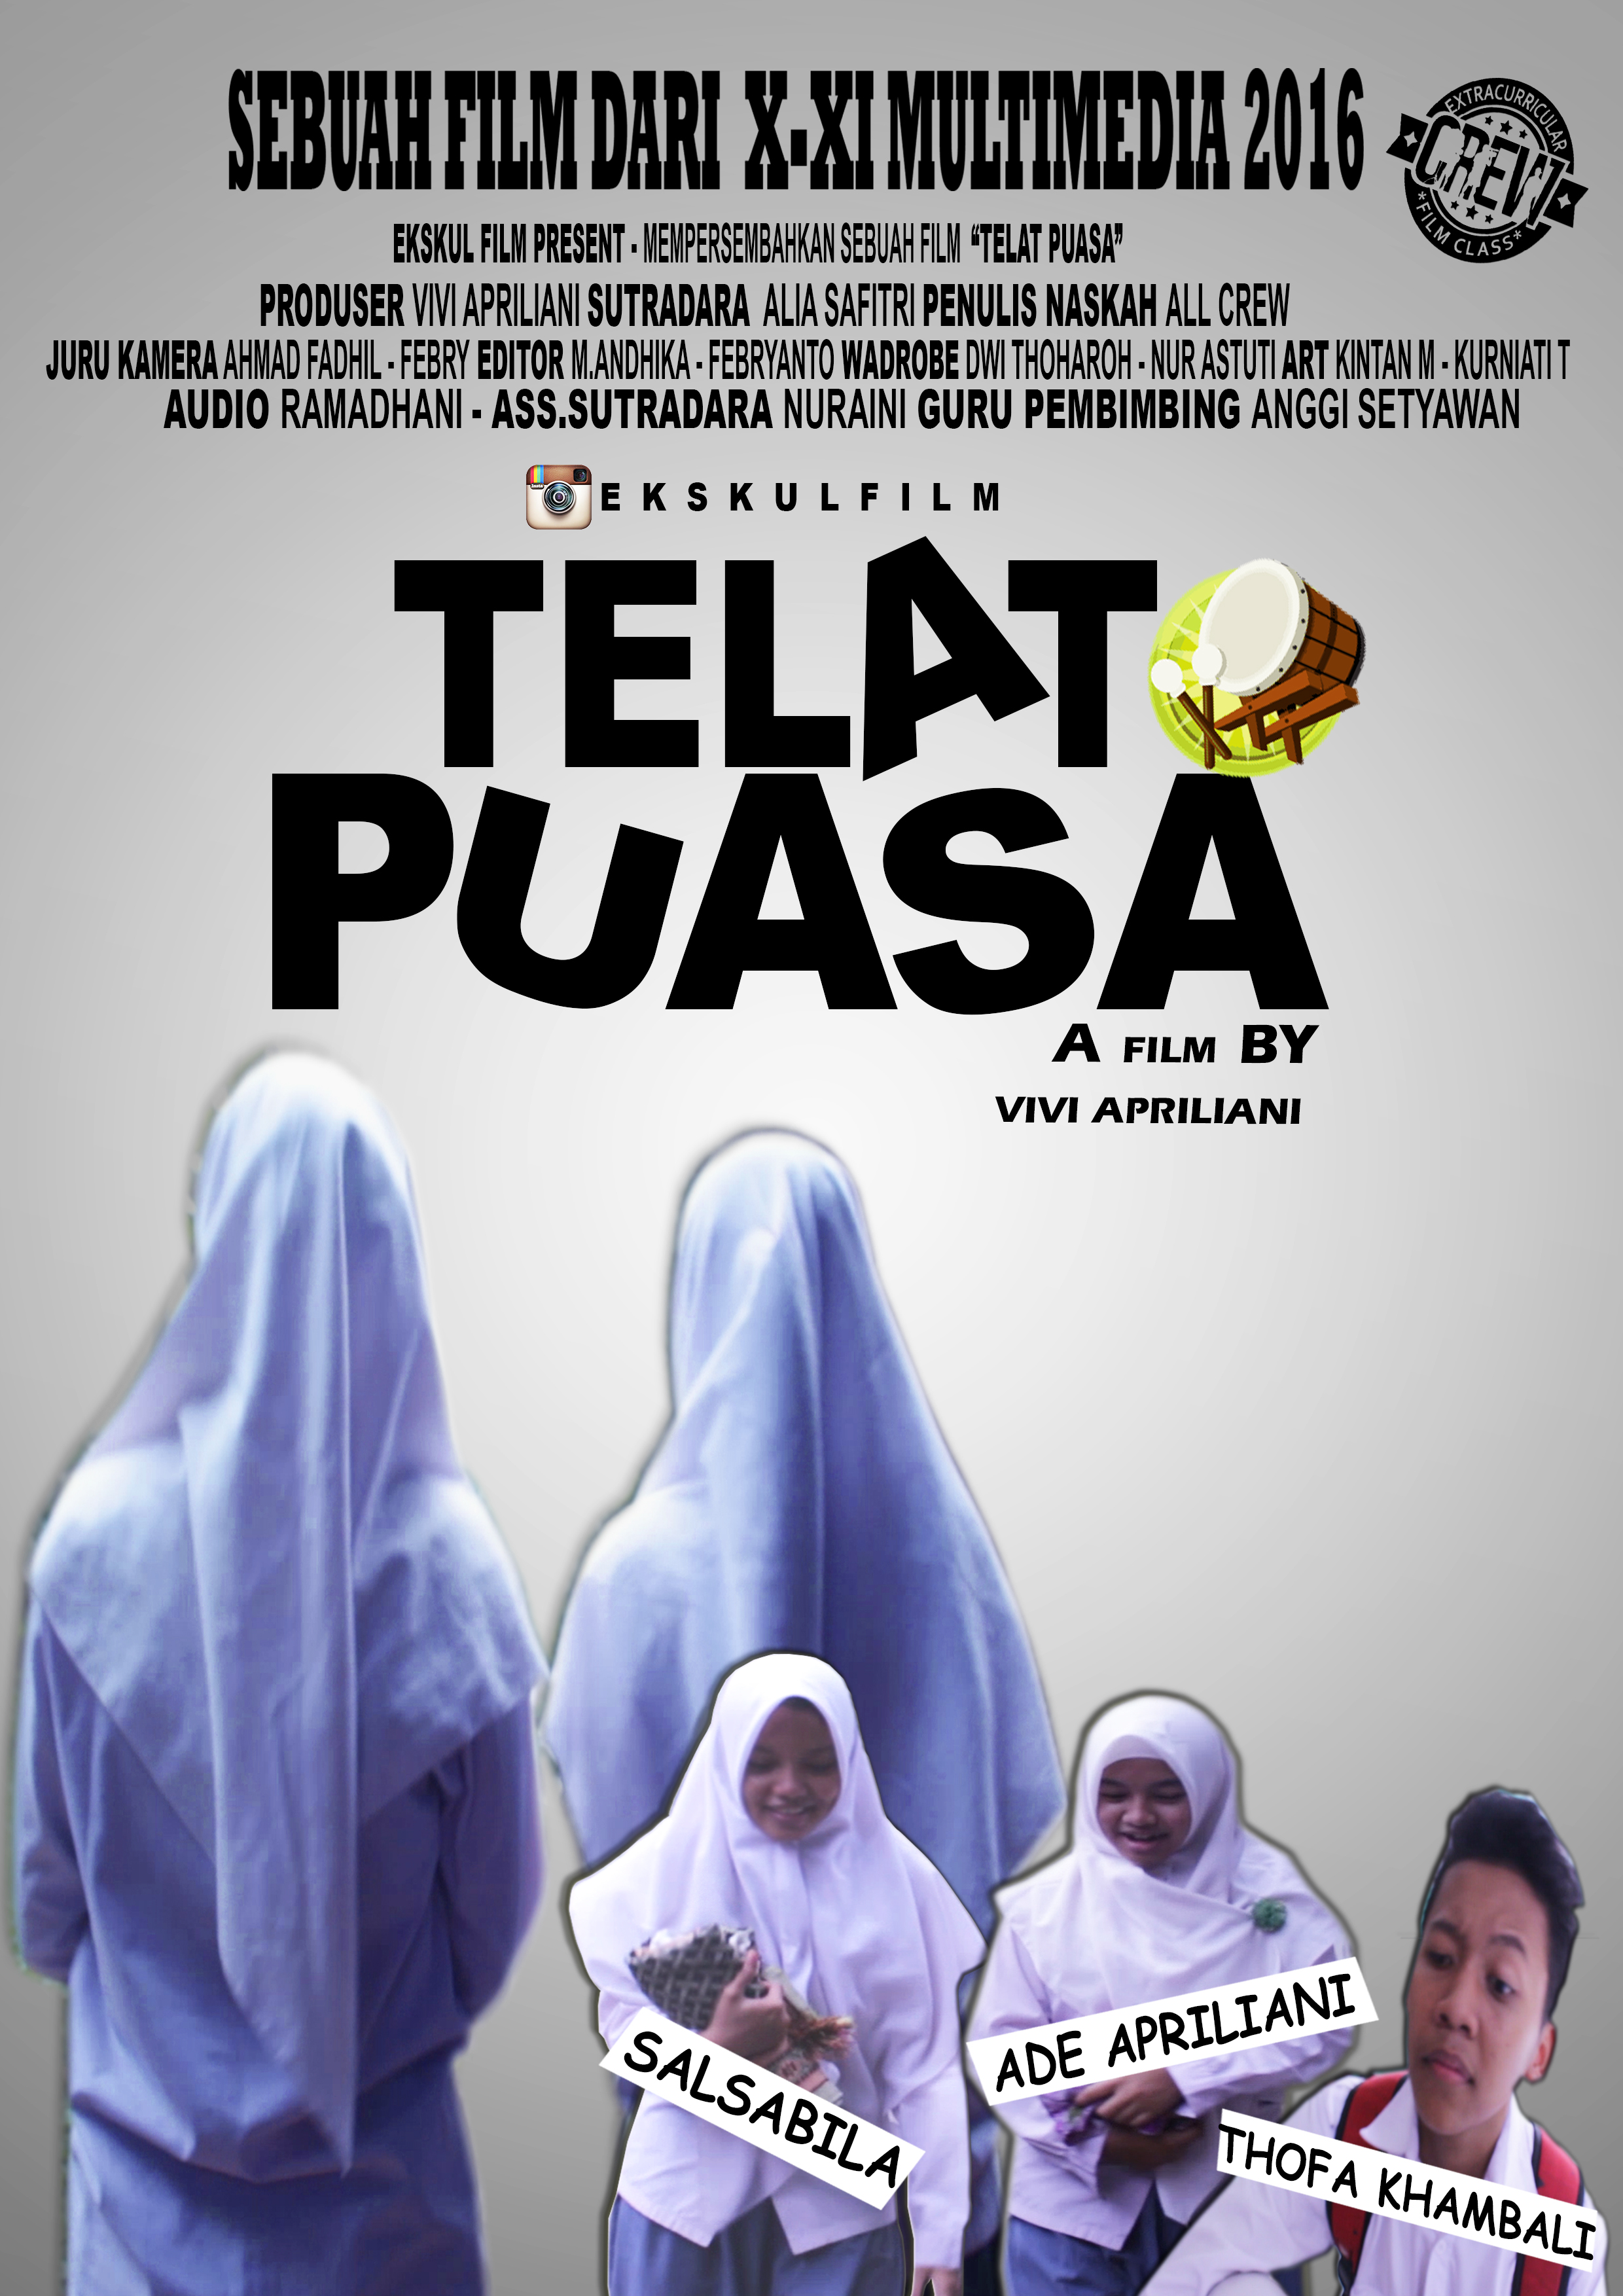 SEBUAH FILM DARI X-XI MULTIMEDIA 2016
EXTRACURRICULAR
CREW
*FILM CLASS*
EKSKUL FILM PRESENT - MEMPERSEMBAHKAN SEBUAH FILM “TELAT PUASA”
PRODUSER VIVI APRILIANI SUTRADARA ALIA SAFITRI PENULIS NASKAH ALL CREW
JURU KAMERA AHMAD FADHIL - FEBRY EDITOR M.ANDHIKA - FEBRYANTO WADROBE DWI THOHAROH - NUR ASTUTI ART KINTAN M - KURNIATI T
AUDIO RAMADHANI - ASS.SUTRADARA NURAINI GURU PEMBIMBING ANGGI SETYAWAN
EKSKULFILM
TELAT
PUASA
A FILM BY
VIVI APRILIANI
SALSABILA
ADE APRILIANI
THOFA KHAMBALI